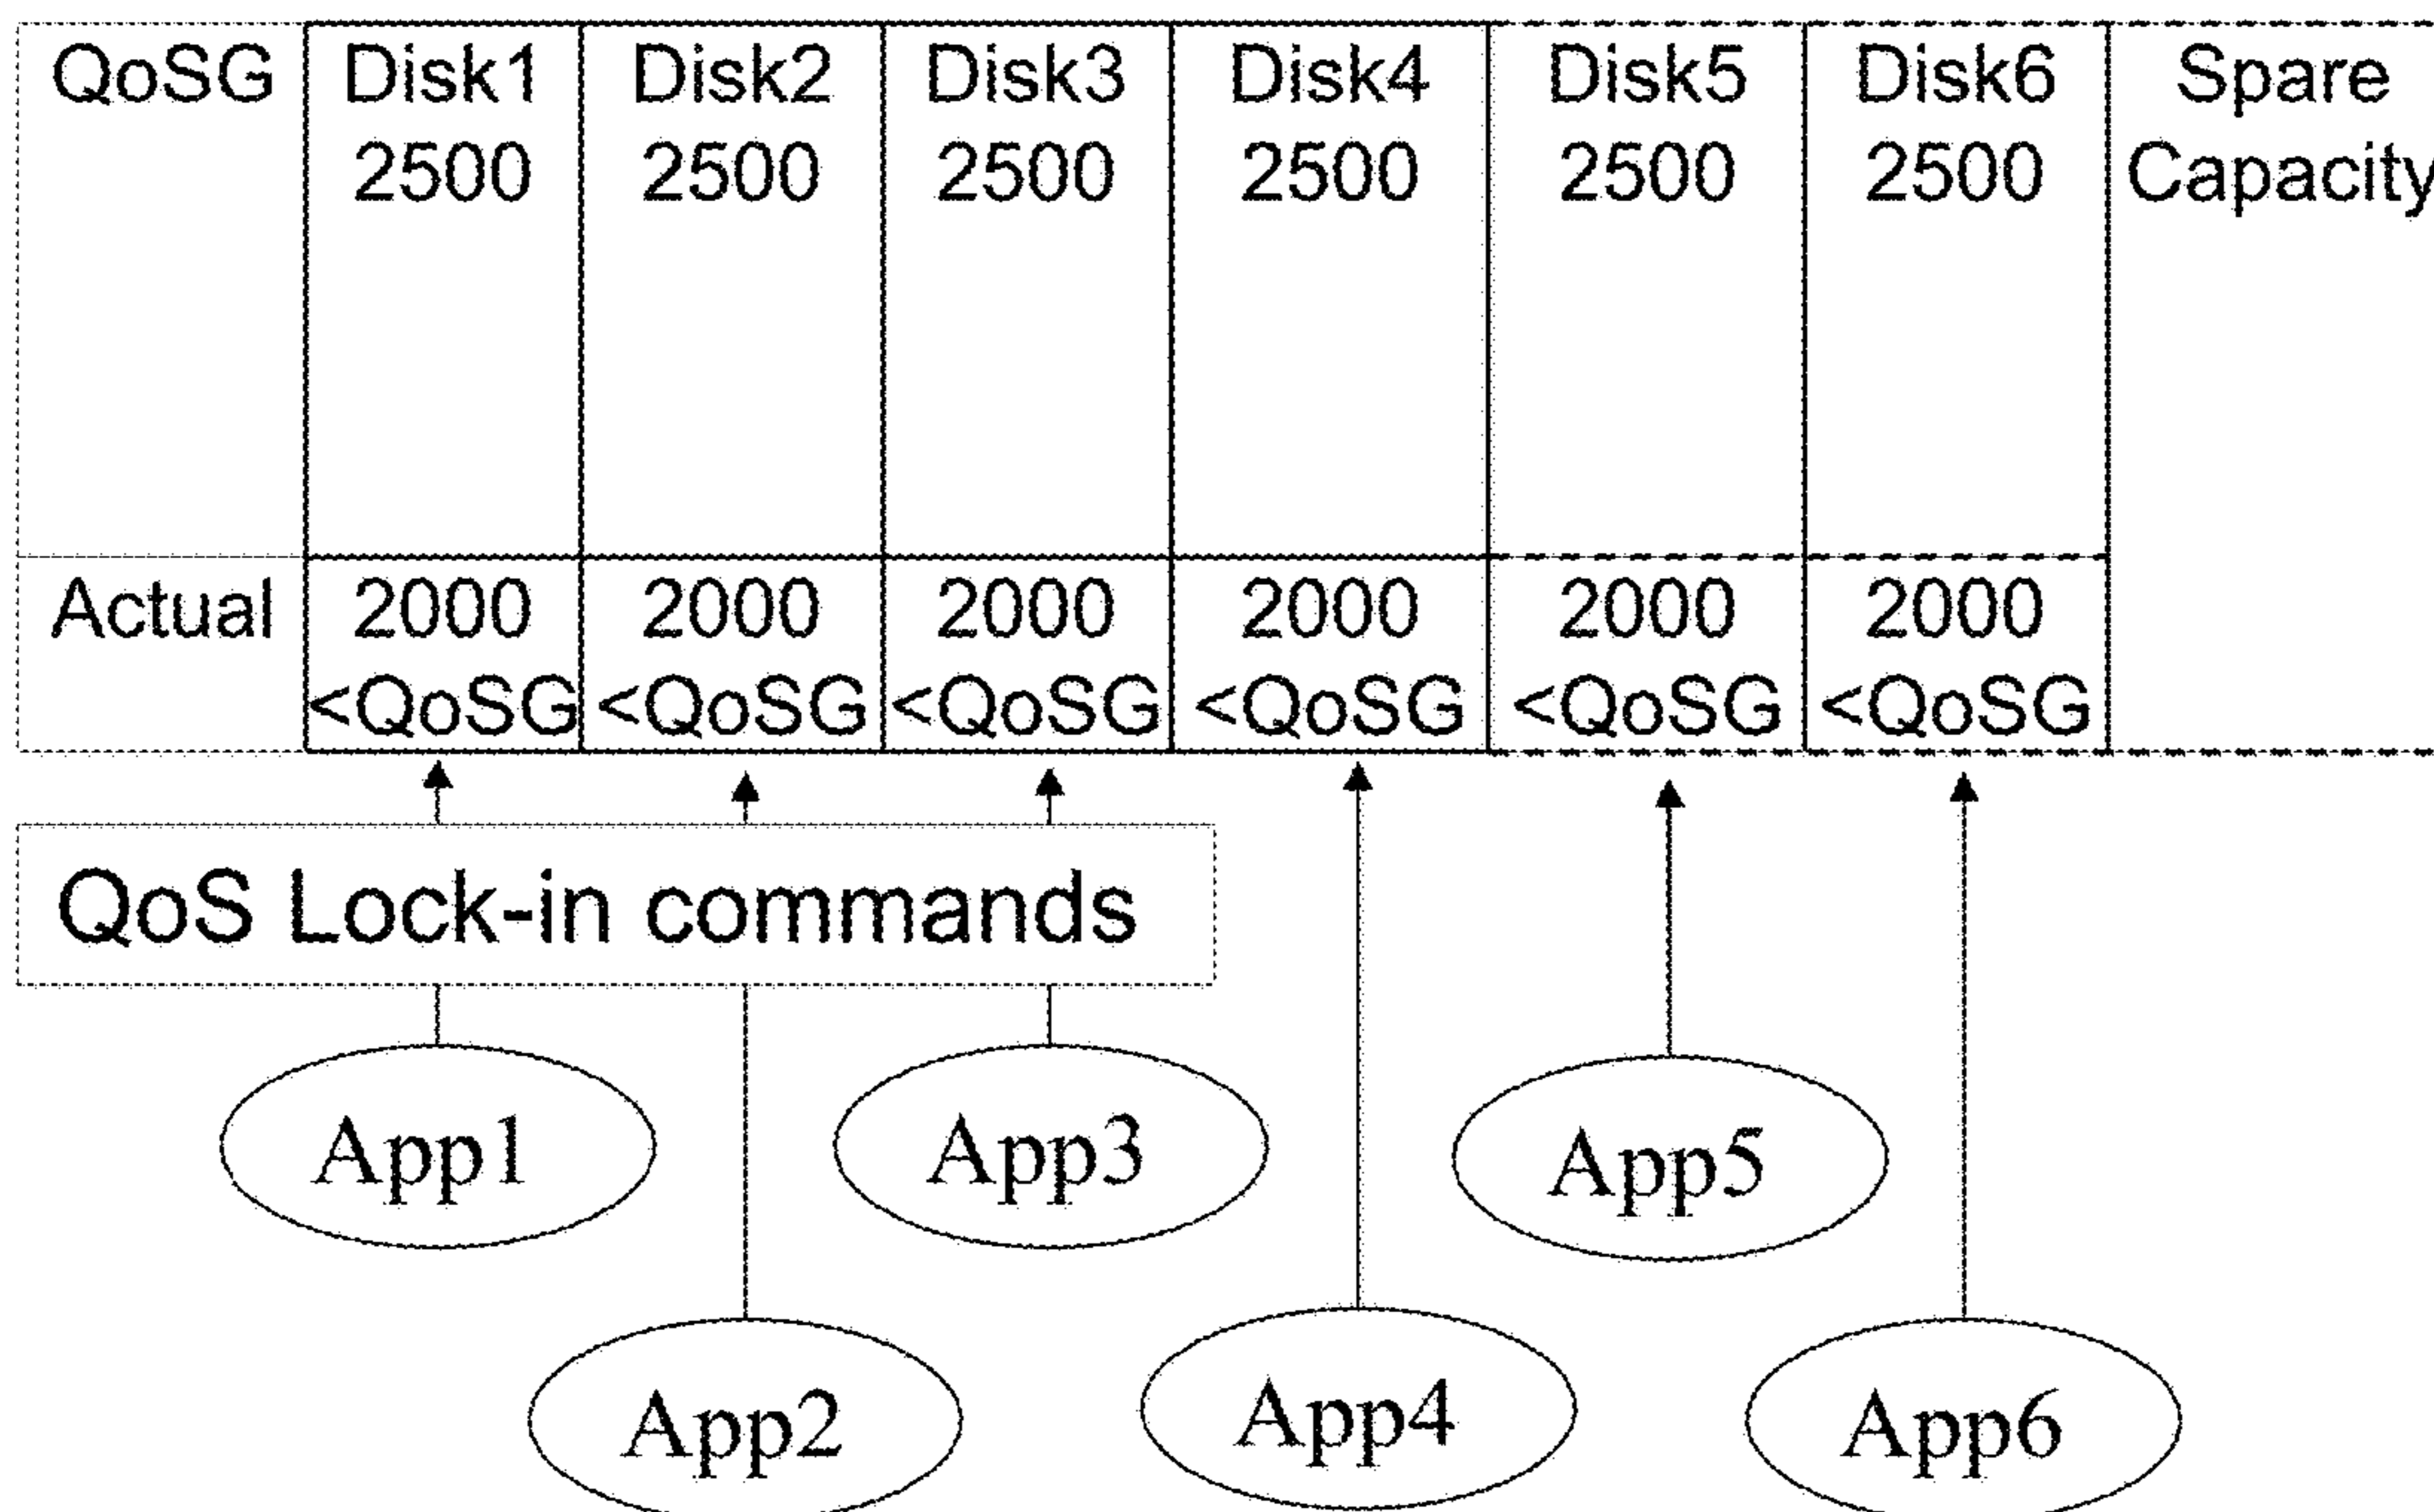 QoSG Disk1 Disk2 Disk3 Disk4 Disk5 Disk6 Spare
2500 2500 2500 2500 2500 2500 Capacity
Actual 2000 2000 2000 2000 2000 2000
<QoSG <QoSG <QoSG <QoSG <QoSG <QoSG
QoS Lock-in commands
App1 App3 App5
App2 App4 App6